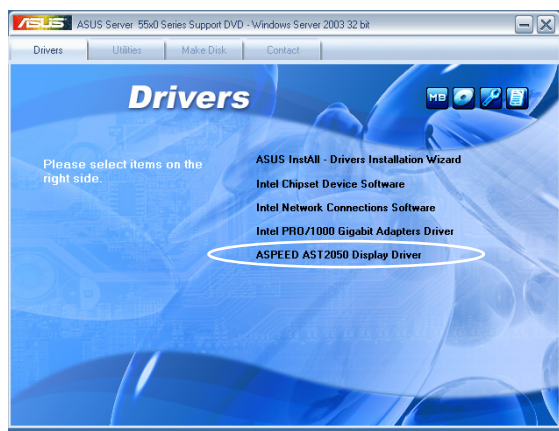 ASUS ASUS Server 55x0 Series Support DVD - Windows Server 2003 32 bit
Drivers Utilities Make Disk Contact
Drivers
MB
Please select items on the
right side.
ASUS InstAll - Drivers Installation Wizard
Intel Chipset Device Software
Intel Network Connections Software
Intel PRO/1000 Gigabit Adapters Driver
ASPEED AST2050 Display Driver